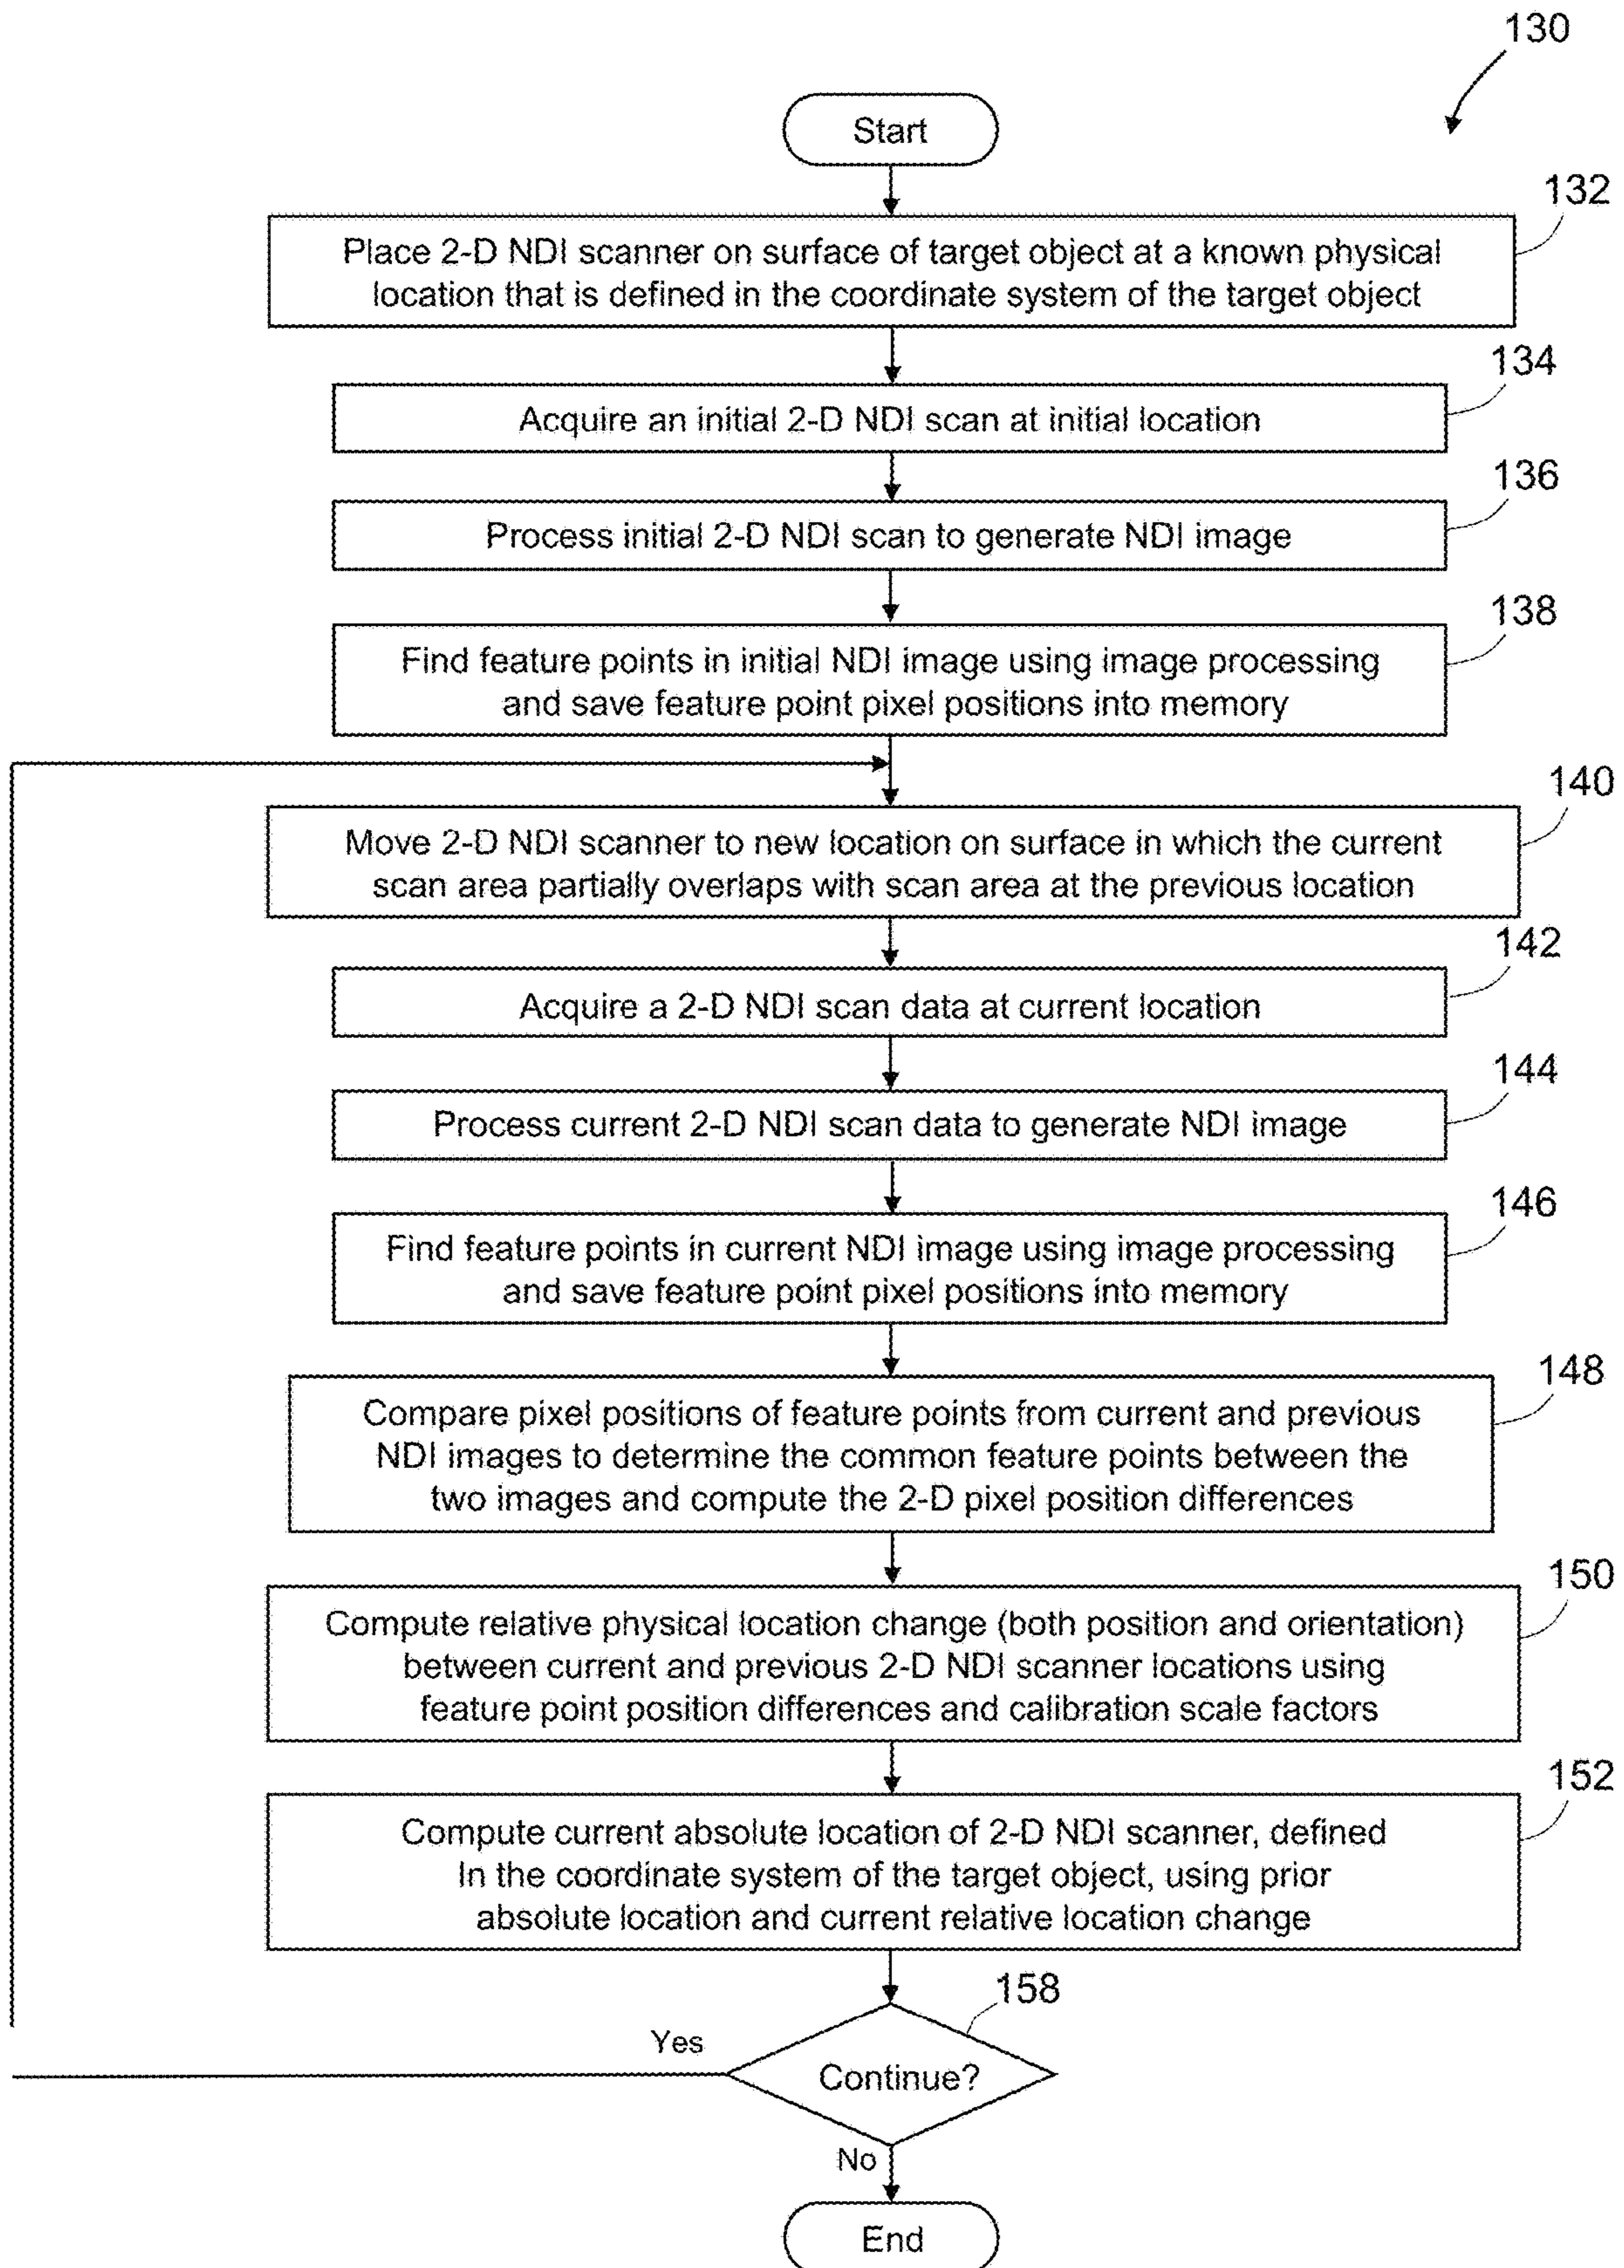 130
Start
132
Place 2-D NDI scanner on surface of target object at a known physical
location that is defined in the coordinate system of the target object
134
Acquire an initial 2-D NDI scan at initial location
136
Process initial 2-D NDI scan to generate NDI image
138
Find feature points in initial NDI image using image processing
and save feature point pixel positions into memory
140
Move 2-D NDI scanner to new location on surface in which the current
scan area partially overlaps with scan area at the previous location
142
Acquire a 2-D NDI scan data at current location
144
Process current 2-D NDI scan data to generate NDI image
146
Find feature points in current NDI image using image processing
and save feature point pixel positions into memory
148
Compare pixel positions of feature points from current and previous
NDI images to determine the common feature points between the
two images and compute the 2-D pixel position differences
150
Compute relative physical location change (both position and orientation)
between current and previous 2-D NDI scanner locations using
feature point position differences and calibration scale factors
152
Compute current absolute location of 2-D NDI scanner, defined
In the coordinate system of the target object, using prior
absolute location and current relative location change
158
Yes
Continue?
No
End